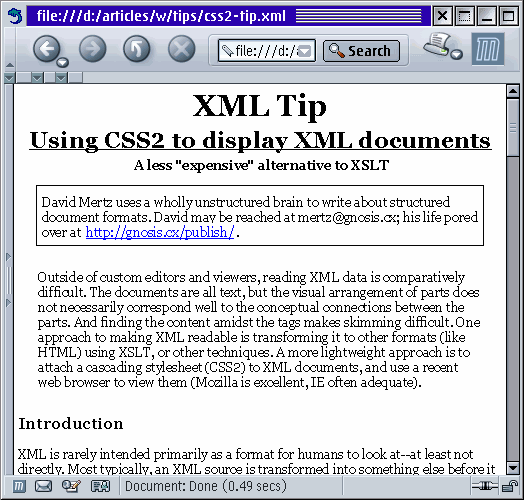 file:///d:/articles/w/tips/css2-tip.xml
file:///d:/a
Search
XML Tip
Using CSS2 to display XML documents
A less "expensive" alternative to XSLT
David Mertz uses a wholly unstructured brain to write about structured
document formats. David may be reached at mertz@gnosis.cx; his life pored
over at http://gnosis.cx/publish/.
Outside of custom editors and viewers, reading XML data is comparatively
difficult. The documents are all text, but the visual arrangement of parts does
not necessarily correspond well to the conceptual connections between the
parts. And finding the content amidst the tags makes skimming difficult. One
approach to making XML readable is transforming it to other formats (like
HTML) using XSLT, or other techniques. A more lightweight approach is to
attach a cascading stylesheet (CSS2) to XML documents, and use a recent
web browser to view them (Mozilla is excellent, IE often adequate).
Introduction
XML is rarely intended primarily as a format for humans to look at--at least not
directly. Most typically, an XML source is transformed into something else before it
Document: Done (0.49 secs)